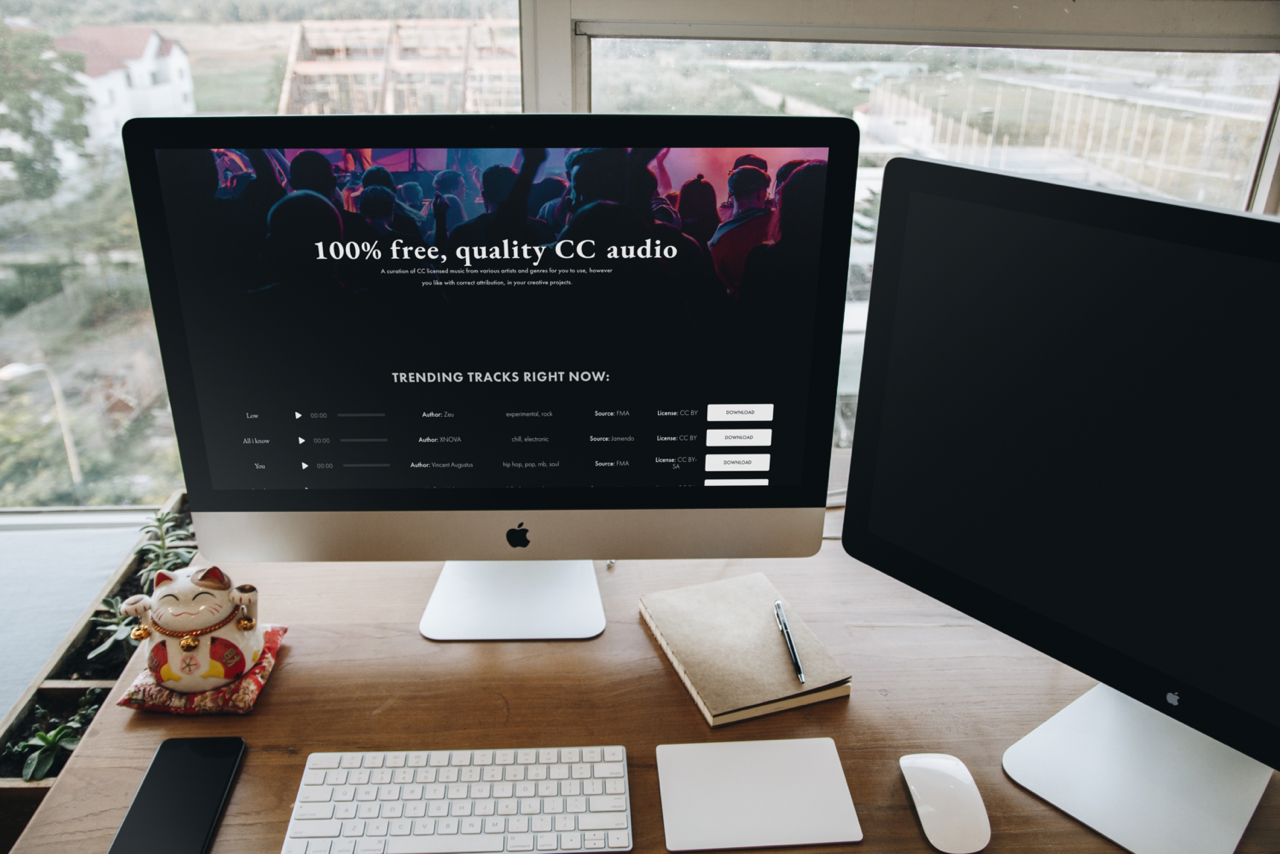 100% free, quality CC audio
A curation of CC licensed music from various artists and genres for you to use, however
you like with correct attribution, in your creative projects.
TRENDING TRACKS RIGHT NOW:
Low 00:00 Author: Zeu experimental, rock Source: FMA License: CC BY DOWNLOAD
All i know 00:00 Author: XNOVA chill, electronic Source: Jamendo License: CC BY DOWNLOAD
You 00:00 Author: Vincent Augustus hip hop, pop, rnb, soul Source: FMA License: CC BY-SA DOWNLOAD